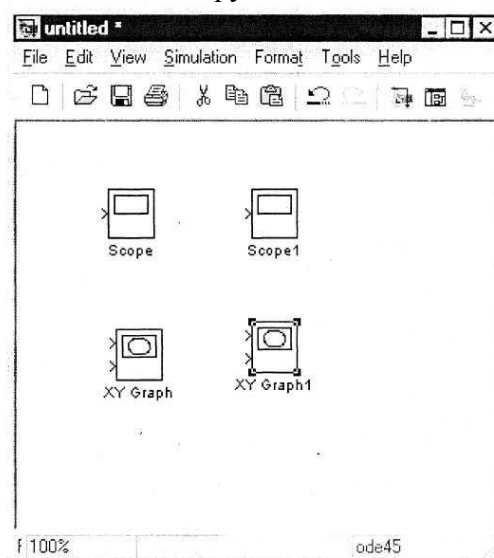 untitled *
File Edit View Simulation Format Tools Help
Scope Scope1
XY Graph XY Graph1
F 100% ode45